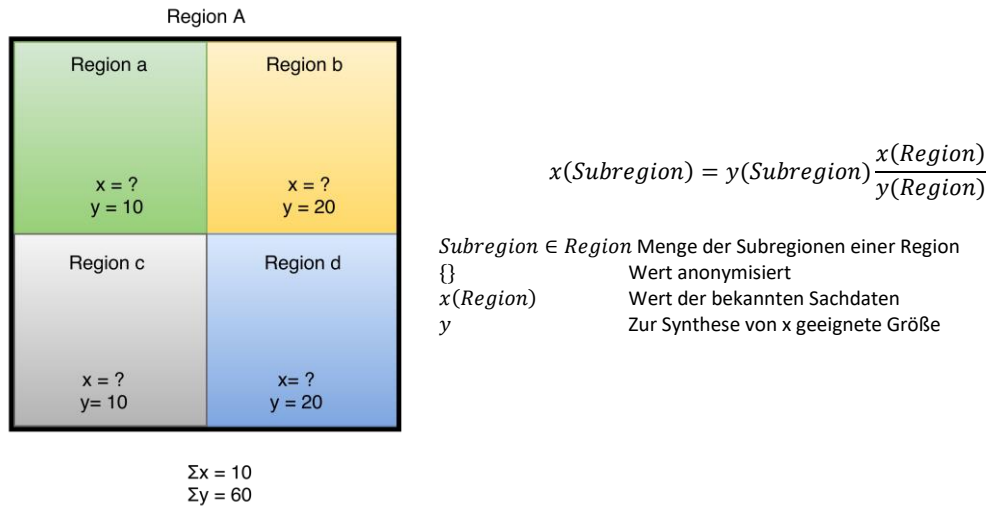 Region A
Region a
Region b
x = ?
y = 10
x = ?
y = 20
Region c
Region d
x = ?
y= 10
x= ?
y = 20
Σx = 10
Σy = 60
x(Subregion) = y(Subregion) x(Region)/y(Region)
Subregion ∈ Region Menge der Subregionen einer Region
{} Wert anonymisiert
x(Region) Wert der bekannten Sachdaten
y Zur Synthese von x geeignete Größe